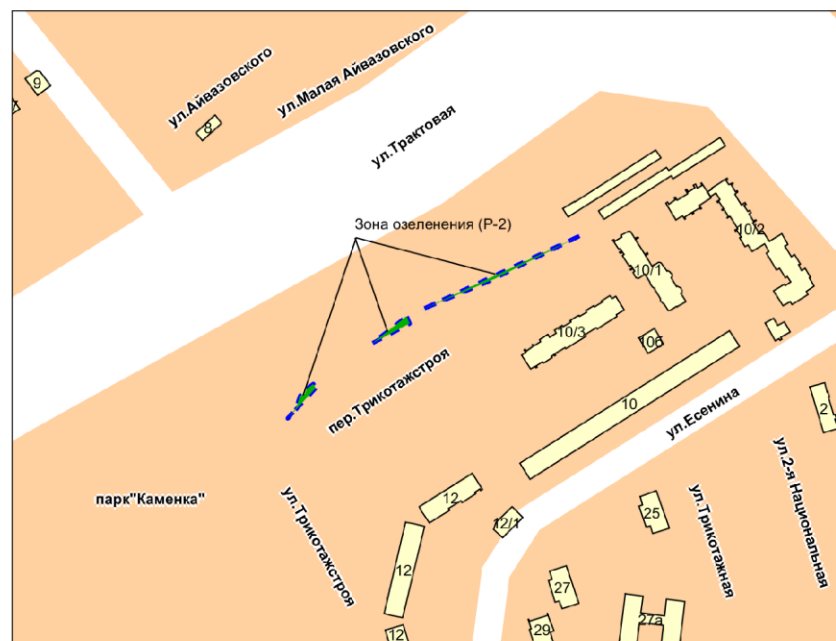 9
ул.Айвазовского
ул.Малая Айвазовского
8
ул.Трактовая
Зона озеленения (Р-2)
10/2
10/1
10/3
10б
пер.Трикотажстроя
10
ул.Есенина
2
парк"Каменка"
ул.Трикотажстроя
12
12/1
25
ул.Трикотажная
ул.2-я Национальная
12
27
27а
29
12